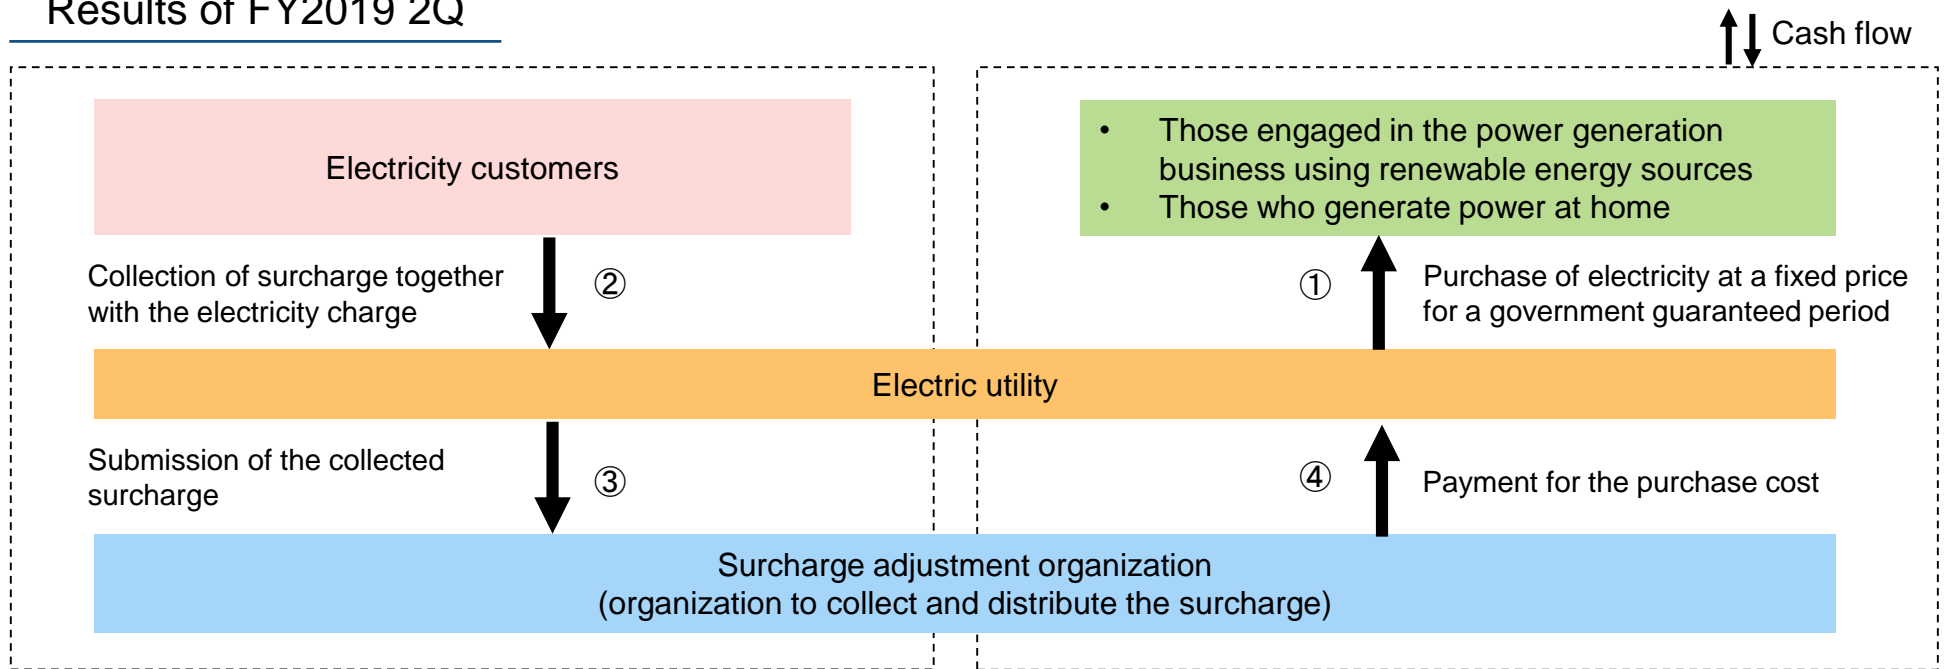 Results of FY2019 2Q
Cash flow
Electricity customers
• Those engaged in the power generation
business using renewable energy sources
• Those who generate power at home
Collection of surcharge together
with the electricity charge
②
①
Purchase of electricity at a fixed price
for a government guaranteed period
Electric utility
Submission of the collected
surcharge
③
④
Payment for the purchase cost
Surcharge adjustment organization
(organization to collect and distribute the surcharge)